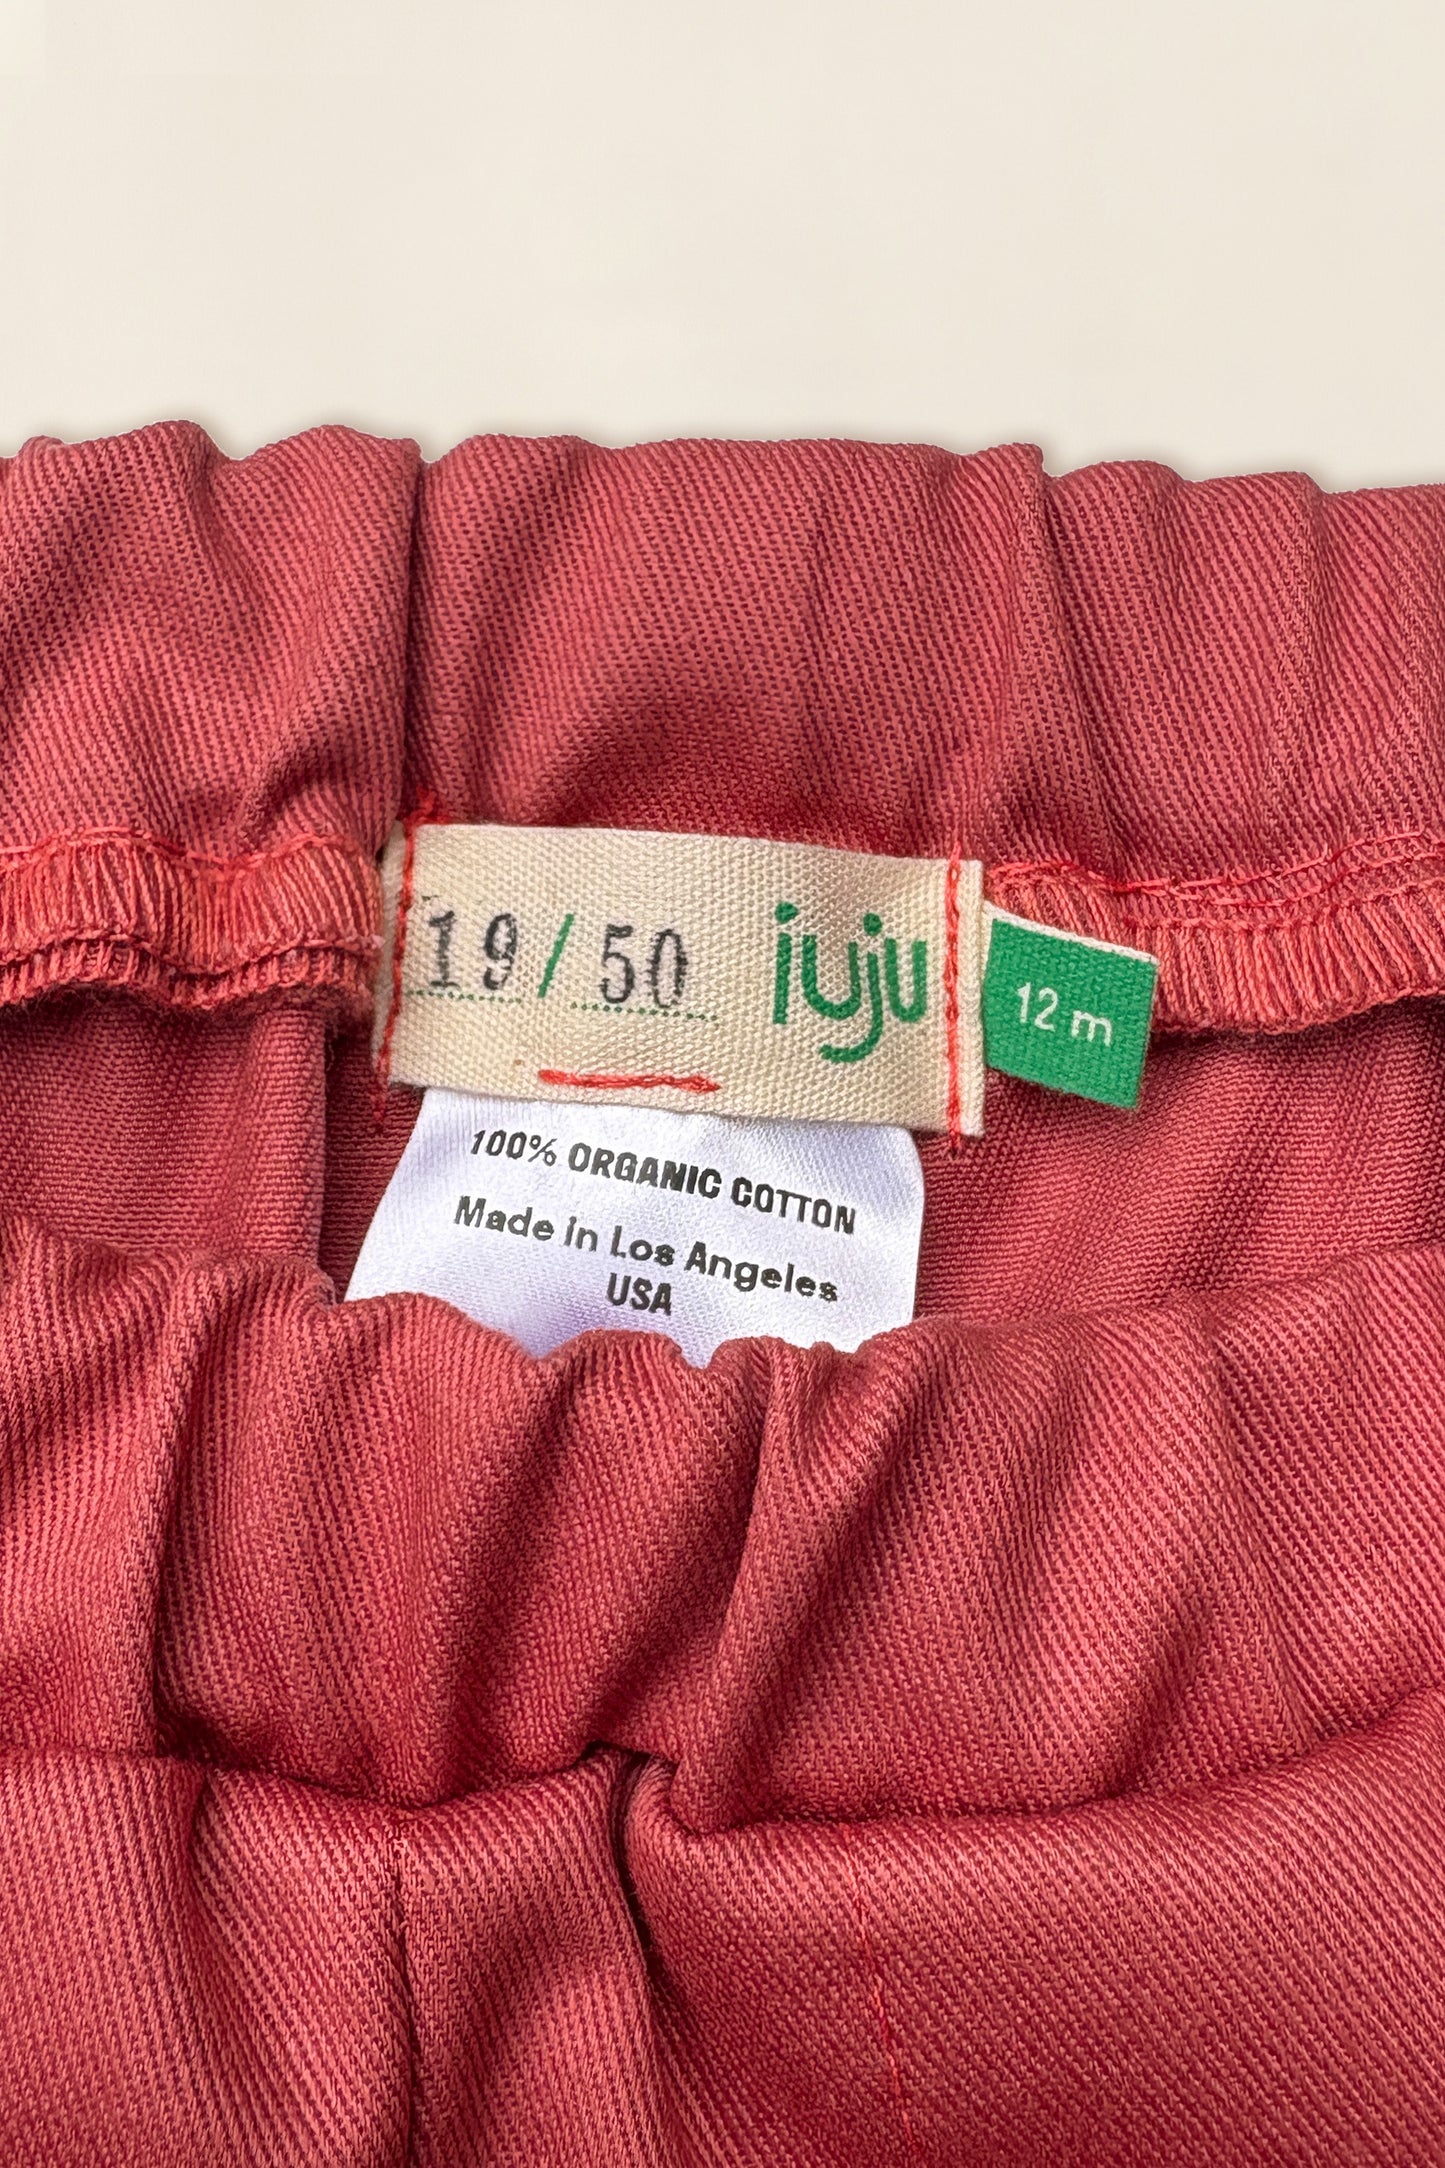 19 / 50 iuju
12 m
100% ORGANIC COTTON
Made in Los Angeles
USA